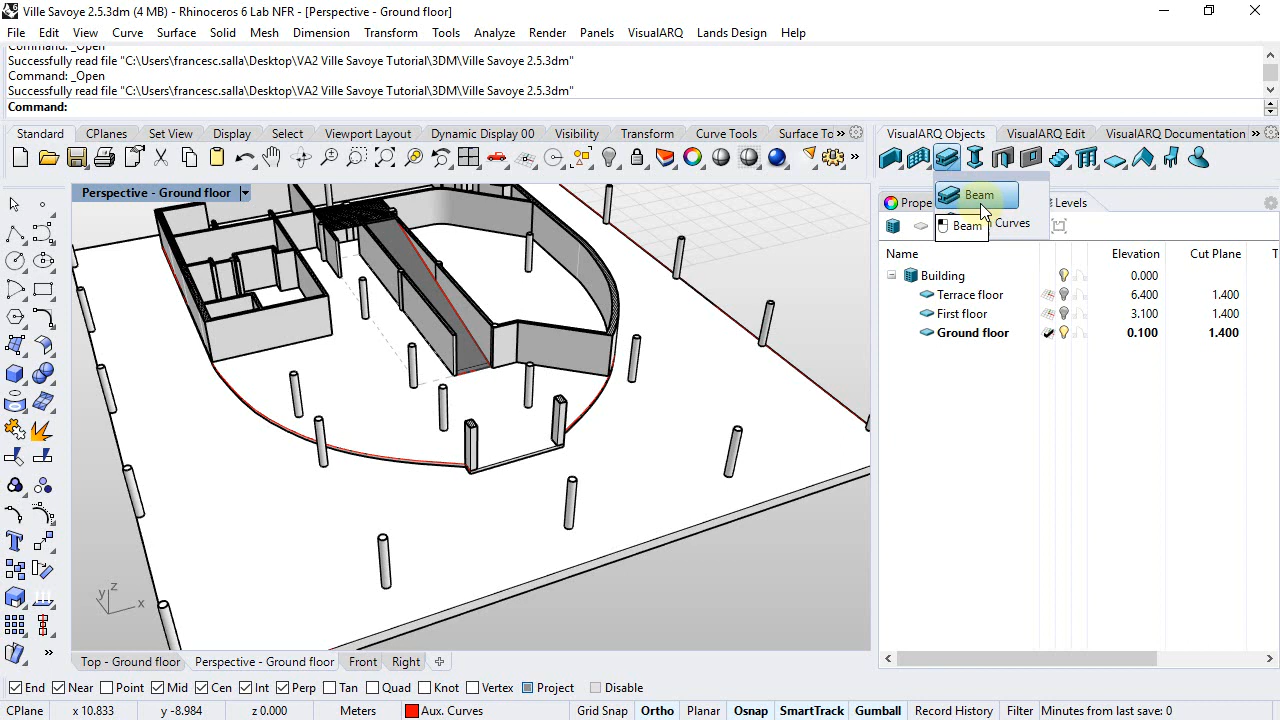 Ville Savoye 2.5.3dm (4 MB) - Rhinoceros 6 Lab NFR - [Perspective - Ground floor]
File Edit View Curve Surface Solid Mesh Dimension Transform Tools Analyze Render Panels VisualARQ Lands Design Help
Command: _Open
Successfully read file "C:\Users\francesc.salla\Desktop\VA2 Ville Savoye Tutorial\3DM\Ville Savoye 2.5.3dm"
Command: _Open
Successfully read file "C:\Users\francesc.salla\Desktop\VA2 Ville Savoye Tutorial\3DM\Ville Savoye 2.5.3dm"
Command:
Standard CPlanes Set View Display Select Viewport Layout Dynamic Display 00 Visibility Transform Curve Tools Surface To »
VisualARQ Objects VisualARQ Edit VisualARQ Documentation »
Perspective - Ground floor
Beam
Prope Levels
Beam Curves
Name Elevation Cut Plane T
Building 0.000
Terrace floor 6.400 1.400
First floor 3.100 1.400
Ground floor 0.100 1.400
z
y x
Top - Ground floor Perspective - Ground floor Front Right
End Near Point Mid Cen Int Perp Tan Quad Knot Vertex Project Disable
CPlane x 10.833 y -8.984 z 0.000 Meters Aux. Curves Grid Snap Ortho Planar Osnap SmartTrack Gumball Record History Filter Minutes from last save: 0